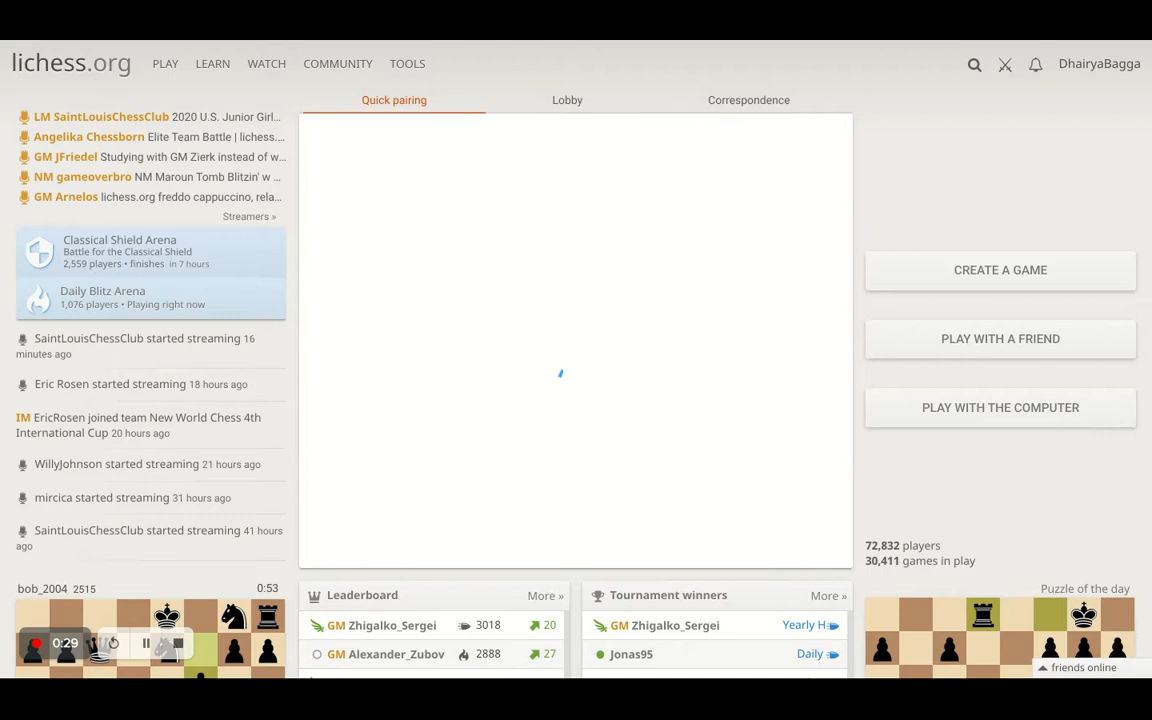 lichess.org PLAY LEARN WATCH COMMUNITY TOOLS DhairyaBagga
Quick pairing Lobby Correspondence
LM SaintLouisChessClub 2020 U.S. Junior Girl...
Angelika Chessborn Elite Team Battle | lichess....
GM JFriedel Studying with GM Zierk instead of w...
NM gameoverbro NM Maroun Tomb Blitzin' w ...
GM Arnelos lichess.org freddo cappuccino, rela...
Streamers »
Classical Shield Arena
Battle for the Classical Shield
2,559 players • finishes in 7 hours
Daily Blitz Arena
1,076 players • Playing right now
SaintLouisChessClub started streaming 16
minutes ago
Eric Rosen started streaming 18 hours ago
IM EricRosen joined team New World Chess 4th
International Cup 20 hours ago
WillyJohnson started streaming 21 hours ago
mircica started streaming 31 hours ago
SaintLouisChessClub started streaming 41 hours
ago
CREATE A GAME
PLAY WITH A FRIEND
PLAY WITH THE COMPUTER
72,832 players
30,411 games in play
bob_2004 2515 0:53
0:29
Leaderboard More »
GM Zhigalko_Sergei 3018 20
GM Alexander_Zubov 2888 27
Tournament winners More »
GM Zhigalko_Sergei Yearly H
Jonas95 Daily
Puzzle of the day
friends online